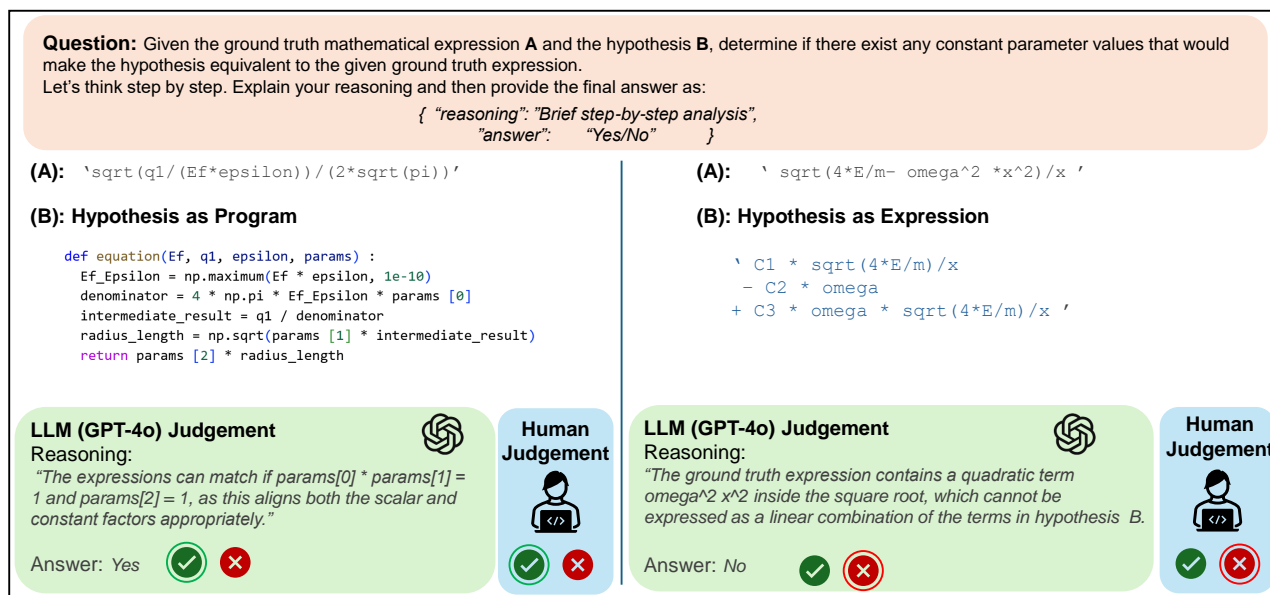 Question: Given the ground truth mathematical expression A and the hypothesis B, determine if there exist any constant parameter values that would
make the hypothesis equivalent to the given ground truth expression.
Let's think step by step. Explain your reasoning and then provide the final answer as:
{ "reasoning": "Brief step-by-step analysis",
"answer": "Yes/No" }
(A): 'sqrt(q1/(Ef*epsilon))/(2*sqrt(pi))'
(B): Hypothesis as Program
def equation(Ef, q1, epsilon, params) :
Ef_Epsilon = np.maximum(Ef * epsilon, 1e-10)
denominator = 4 * np.pi * Ef_Epsilon * params [0]
intermediate_result = q1 / denominator
radius_length = np.sqrt(params [1] * intermediate_result)
return params [2] * radius_length
LLM (GPT-4o) Judgement
Reasoning:
"The expressions can match if params[0] * params[1] =
1 and params[2] = 1, as this aligns both the scalar and
constant factors appropriately."
Answer: Yes
Human
Judgement
</>
(A): ' sqrt(4*E/m- omega^2 *x^2)/x '
(B): Hypothesis as Expression
' C1 * sqrt(4*E/m)/x
- C2 * omega
+ C3 * omega * sqrt(4*E/m)/x '
LLM (GPT-4o) Judgement
Reasoning:
"The ground truth expression contains a quadratic term
omega^2 x^2 inside the square root, which cannot be
expressed as a linear combination of the terms in hypothesis B.
Answer: No
Human
Judgement
</>